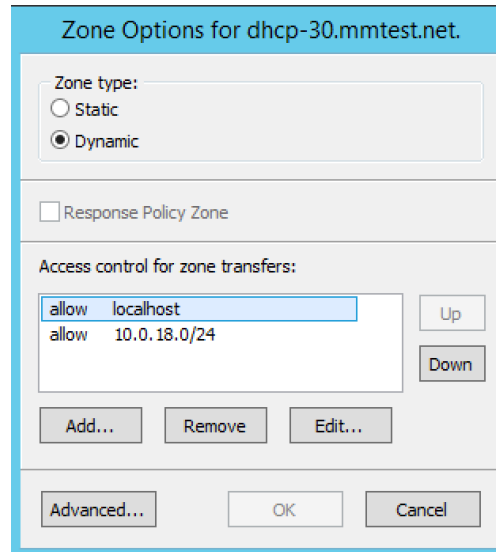 Zone Options for dhcp-30.mmtest.net.
Zone type:
Static
Dynamic
Response Policy Zone
Access control for zone transfers:
allow localhost
allow 10.0.18.0/24
Up
Down
Add... Remove Edit...
Advanced... OK Cancel